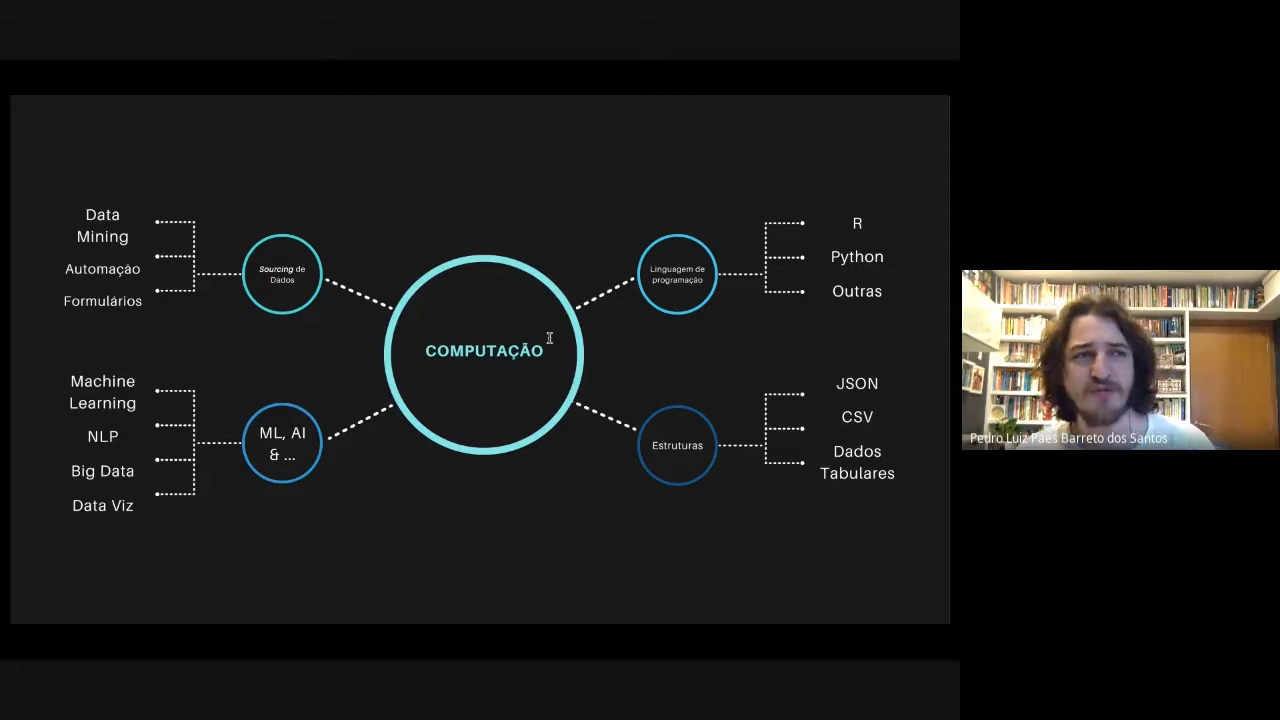 Data
Mining
Automação
Formulários
Sourcing de
Dados
Machine
Learning
NLP
Big Data
Data Viz
ML, AI
& ...
COMPUTAÇÃO
Linguagem de
programação
R
Python
Outras
Estruturas
JSON
CSV
Dados
Tabulares
Pedro Luiz Paes Barreto dos Santos